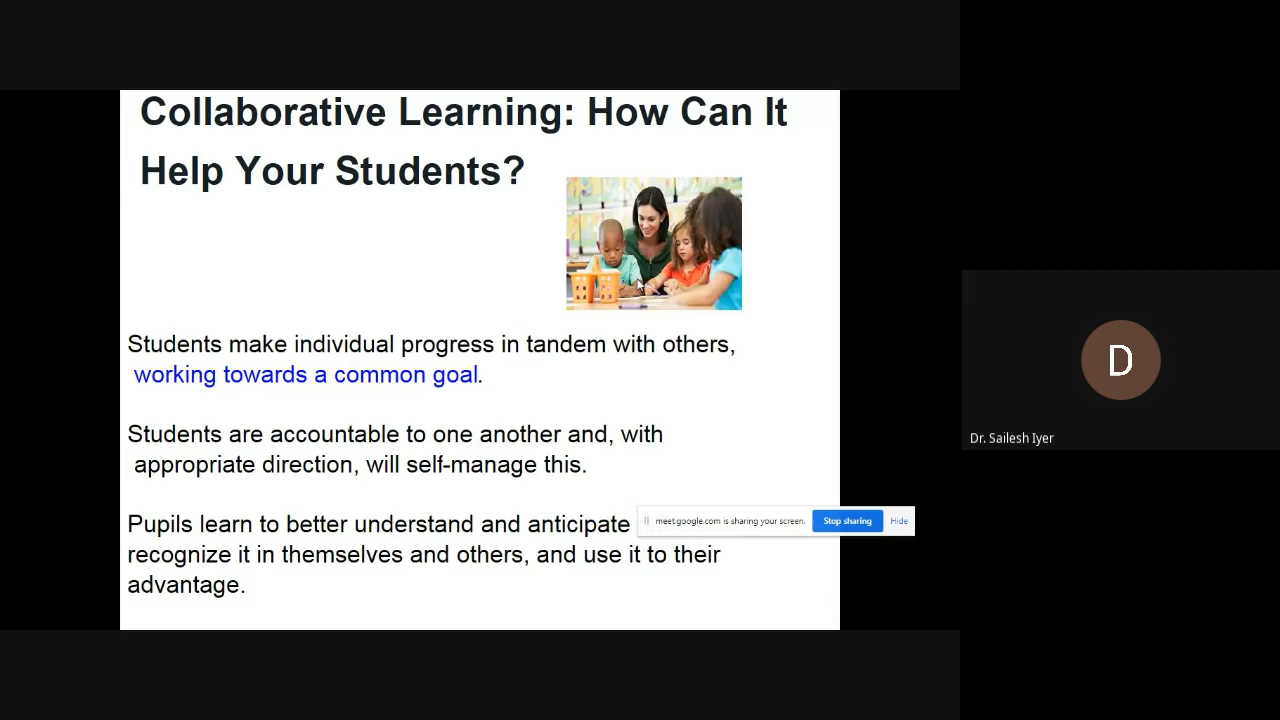 Collaborative Learning: How Can It
Help Your Students?
Students make individual progress in tandem with others,
working towards a common goal.
Students are accountable to one another and, with
appropriate direction, will self-manage this.
Pupils learn to better understand and anticipate
recognize it in themselves and others, and use it to their
advantage.
meet.google.com is sharing your screen.
Stop sharing
Hide
D
Dr. Sailesh Iyer